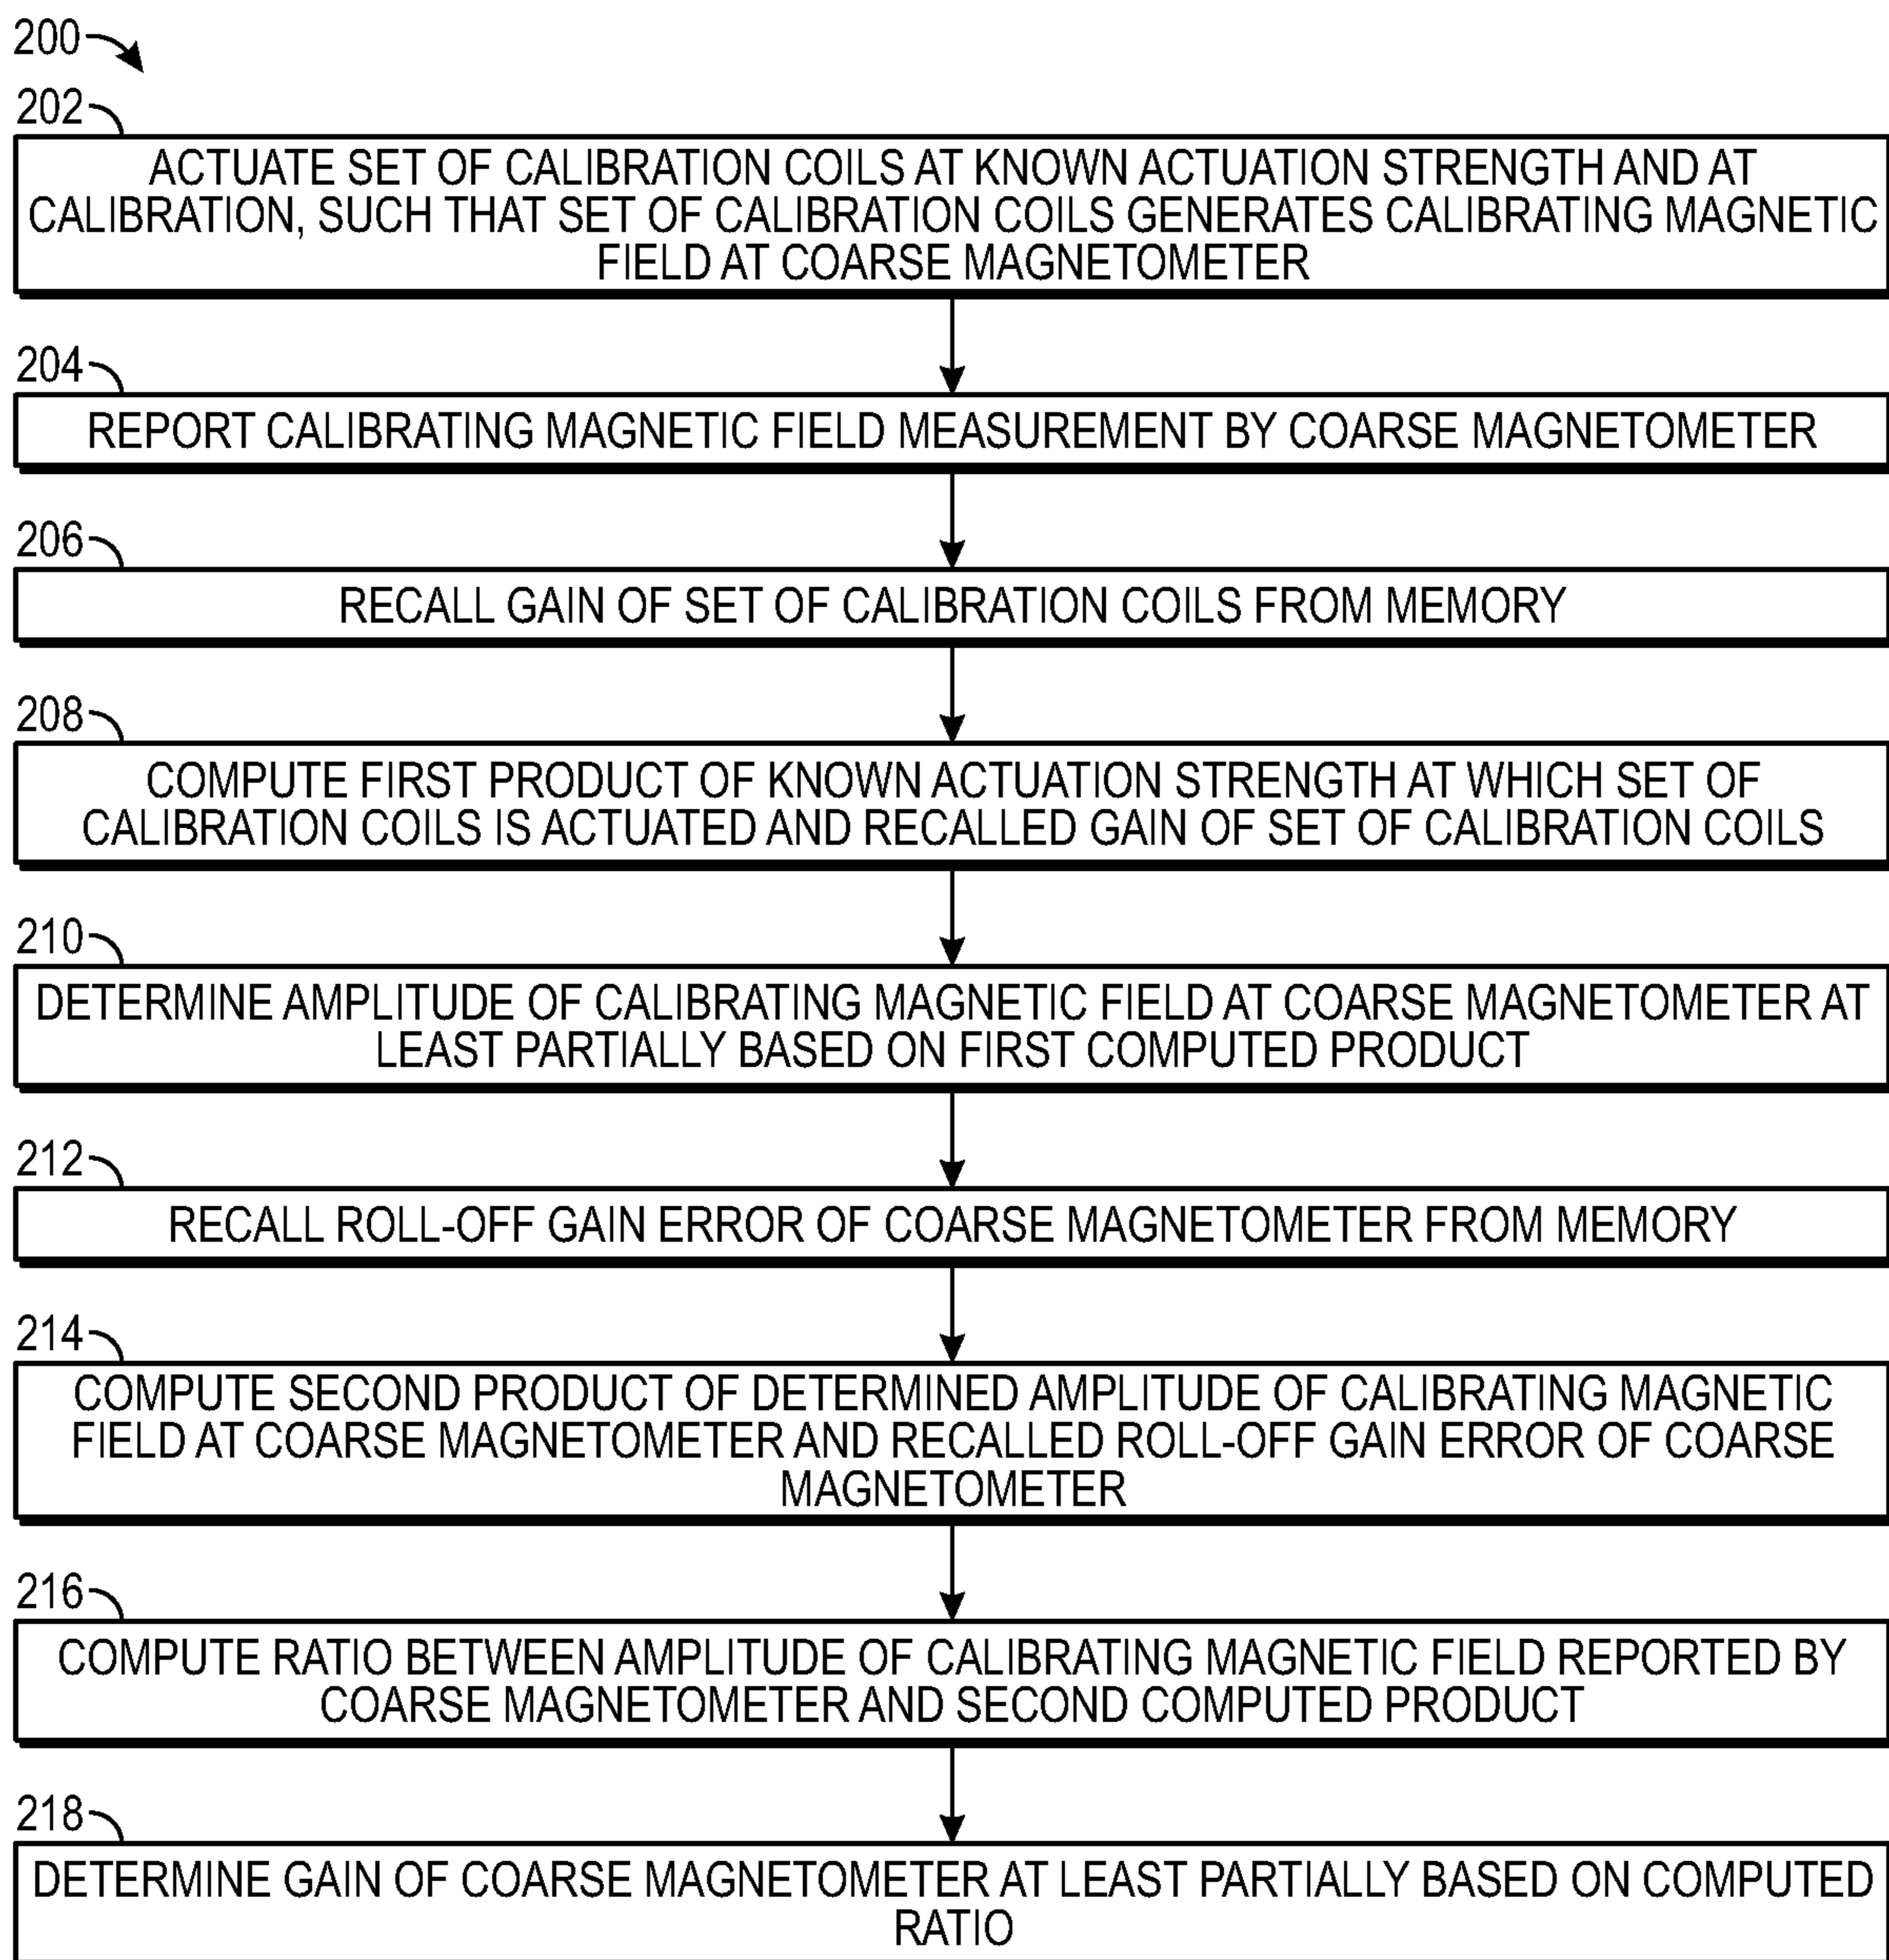 200
202
ACTUATE SET OF CALIBRATION COILS AT KNOWN ACTUATION STRENGTH AND AT
CALIBRATION, SUCH THAT SET OF CALIBRATION COILS GENERATES CALIBRATING MAGNETIC
FIELD AT COARSE MAGNETOMETER
204
REPORT CALIBRATING MAGNETIC FIELD MEASUREMENT BY COARSE MAGNETOMETER
206
RECALL GAIN OF SET OF CALIBRATION COILS FROM MEMORY
208
COMPUTE FIRST PRODUCT OF KNOWN ACTUATION STRENGTH AT WHICH SET OF
CALIBRATION COILS IS ACTUATED AND RECALLED GAIN OF SET OF CALIBRATION COILS
210
DETERMINE AMPLITUDE OF CALIBRATING MAGNETIC FIELD AT COARSE MAGNETOMETER AT
LEAST PARTIALLY BASED ON FIRST COMPUTED PRODUCT
212
RECALL ROLL-OFF GAIN ERROR OF COARSE MAGNETOMETER FROM MEMORY
214
COMPUTE SECOND PRODUCT OF DETERMINED AMPLITUDE OF CALIBRATING MAGNETIC
FIELD AT COARSE MAGNETOMETER AND RECALLED ROLL-OFF GAIN ERROR OF COARSE
MAGNETOMETER
216
COMPUTE RATIO BETWEEN AMPLITUDE OF CALIBRATING MAGNETIC FIELD REPORTED BY
COARSE MAGNETOMETER AND SECOND COMPUTED PRODUCT
218
DETERMINE GAIN OF COARSE MAGNETOMETER AT LEAST PARTIALLY BASED ON COMPUTED
RATIO